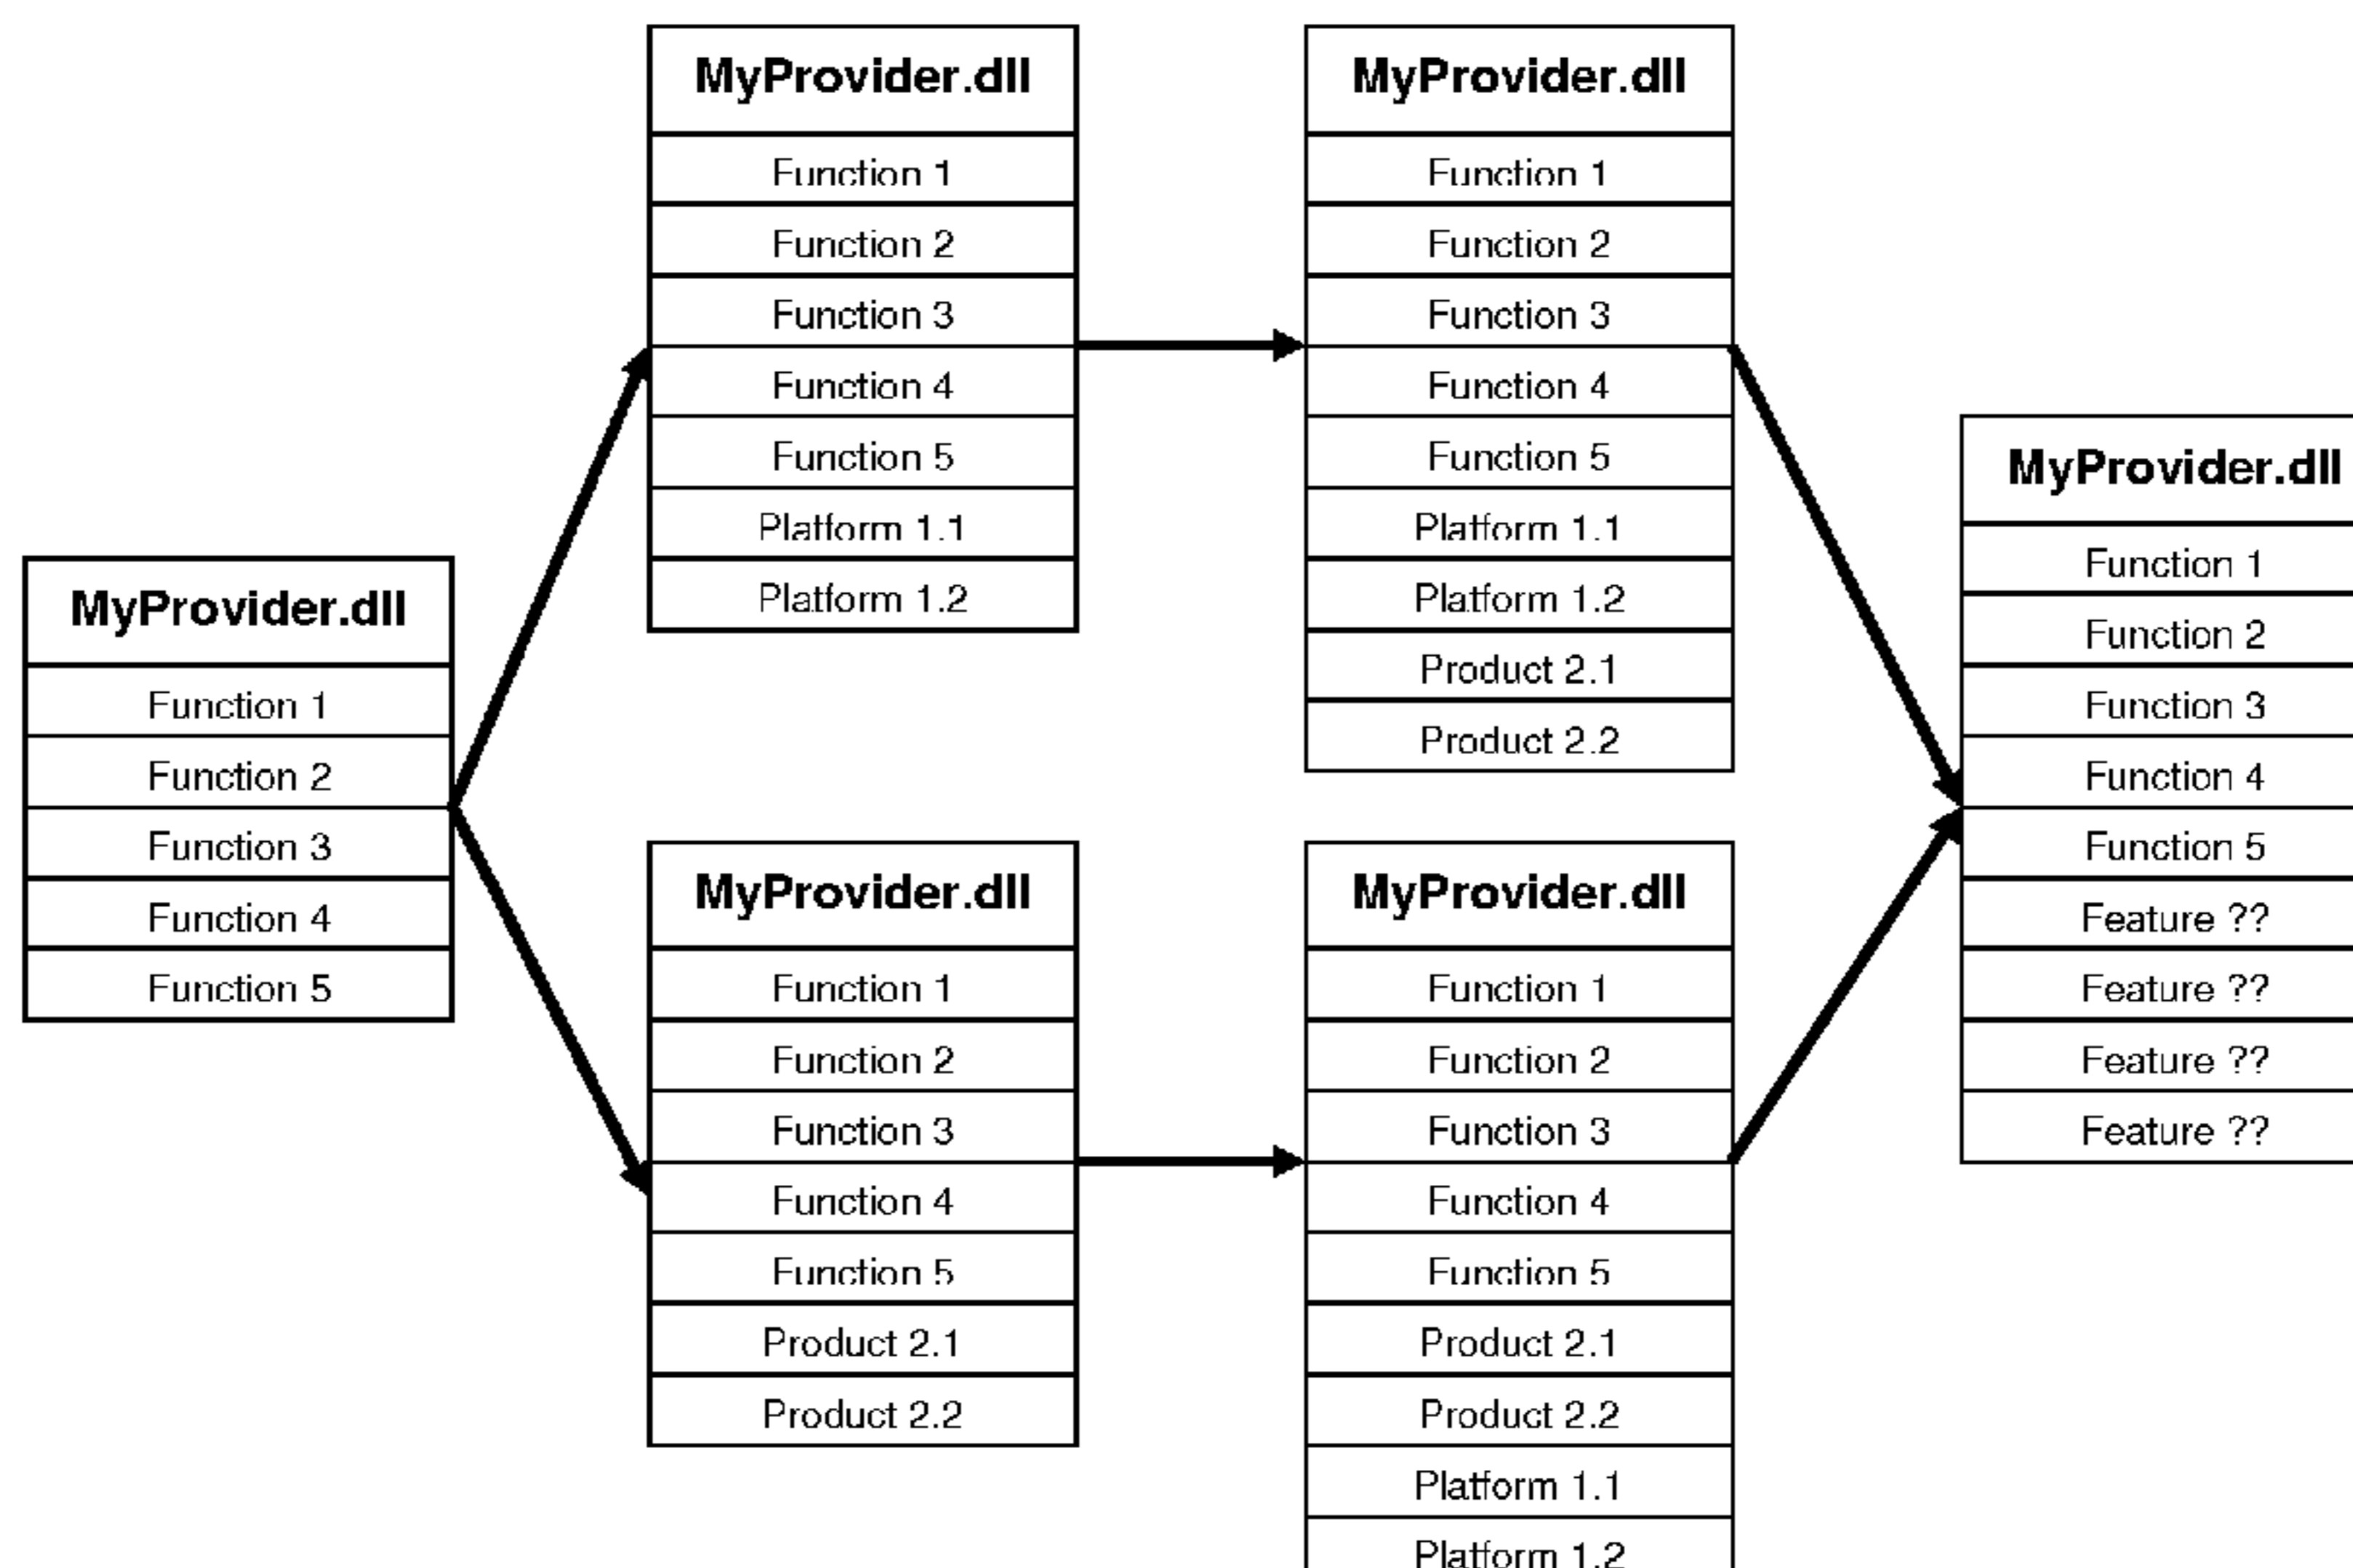 MyProvider.dll
Function 1
Function 2
Function 3
Function 4
Function 5
MyProvider.dll
Function 1
Function 2
Function 3
Function 4
Function 5
Platform 1.1
Platform 1.2
MyProvider.dll
Function 1
Function 2
Function 3
Function 4
Function 5
Platform 1.1
Platform 1.2
Product 2.1
Product 2.2
MyProvider.dll
Function 1
Function 2
Function 3
Function 4
Function 5
Product 2.1
Product 2.2
MyProvider.dll
Function 1
Function 2
Function 3
Function 4
Function 5
Product 2.1
Product 2.2
Platform 1.1
Platform 1.2
MyProvider.dll
Function 1
Function 2
Function 3
Function 4
Function 5
Feature ??
Feature ??
Feature ??
Feature ??